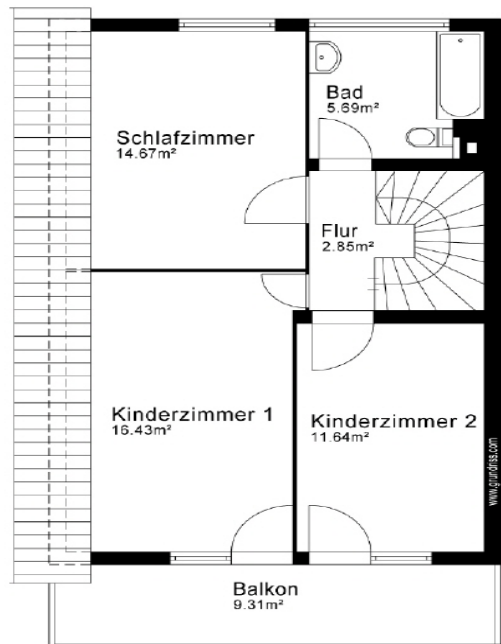 Bad
5.69m²
Schlafzimmer
14.67m²
Flur
2.85m²
Kinderzimmer 1
16.43m²
Kinderzimmer 2
11.64m²
www.grundriss.com
Balkon
9.31m²